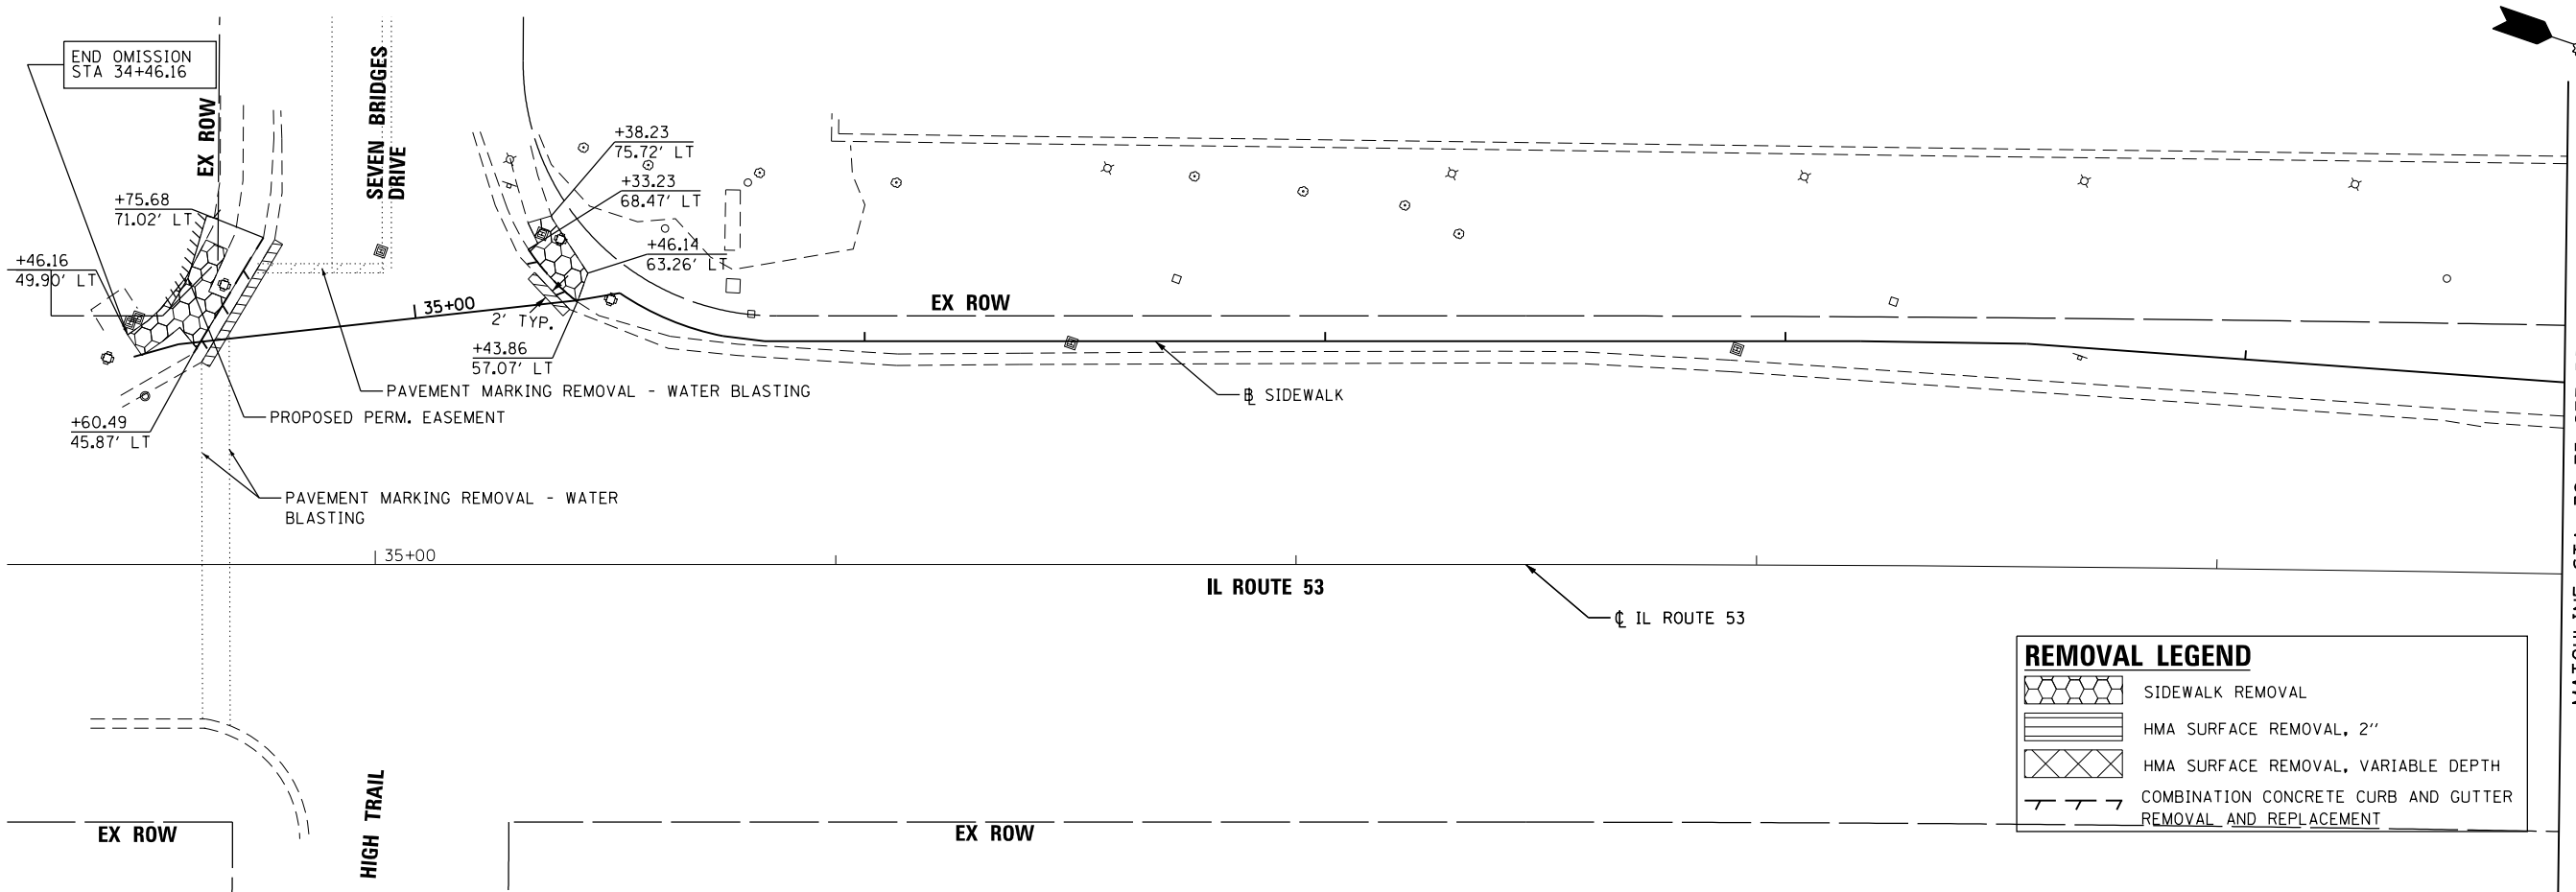 END OMISSION
STA 34+46.16
EX ROW
SEVEN BRIDGES
DRIVE
+38.23
75.72' LT
+33.23
68.47' LT
+75.68
71.02' LT
+46.14
63.26' LT
+46.16
49.90' LT
35+00
2' TYP.
EX ROW
+43.86
57.07' LT
PAVEMENT MARKING REMOVAL - WATER BLASTING
℄ SIDEWALK
PROPOSED PERM. EASEMENT
+60.49
45.87' LT
PAVEMENT MARKING REMOVAL - WATER
BLASTING
35+00
IL ROUTE 53
℄ IL ROUTE 53
REMOVAL LEGEND
SIDEWALK REMOVAL
HMA SURFACE REMOVAL, 2"
HMA SURFACE REMOVAL, VARIABLE DEPTH
COMBINATION CONCRETE CURB AND GUTTER
REMOVAL AND REPLACEMENT
HIGH TRAIL
EX ROW
EX ROW